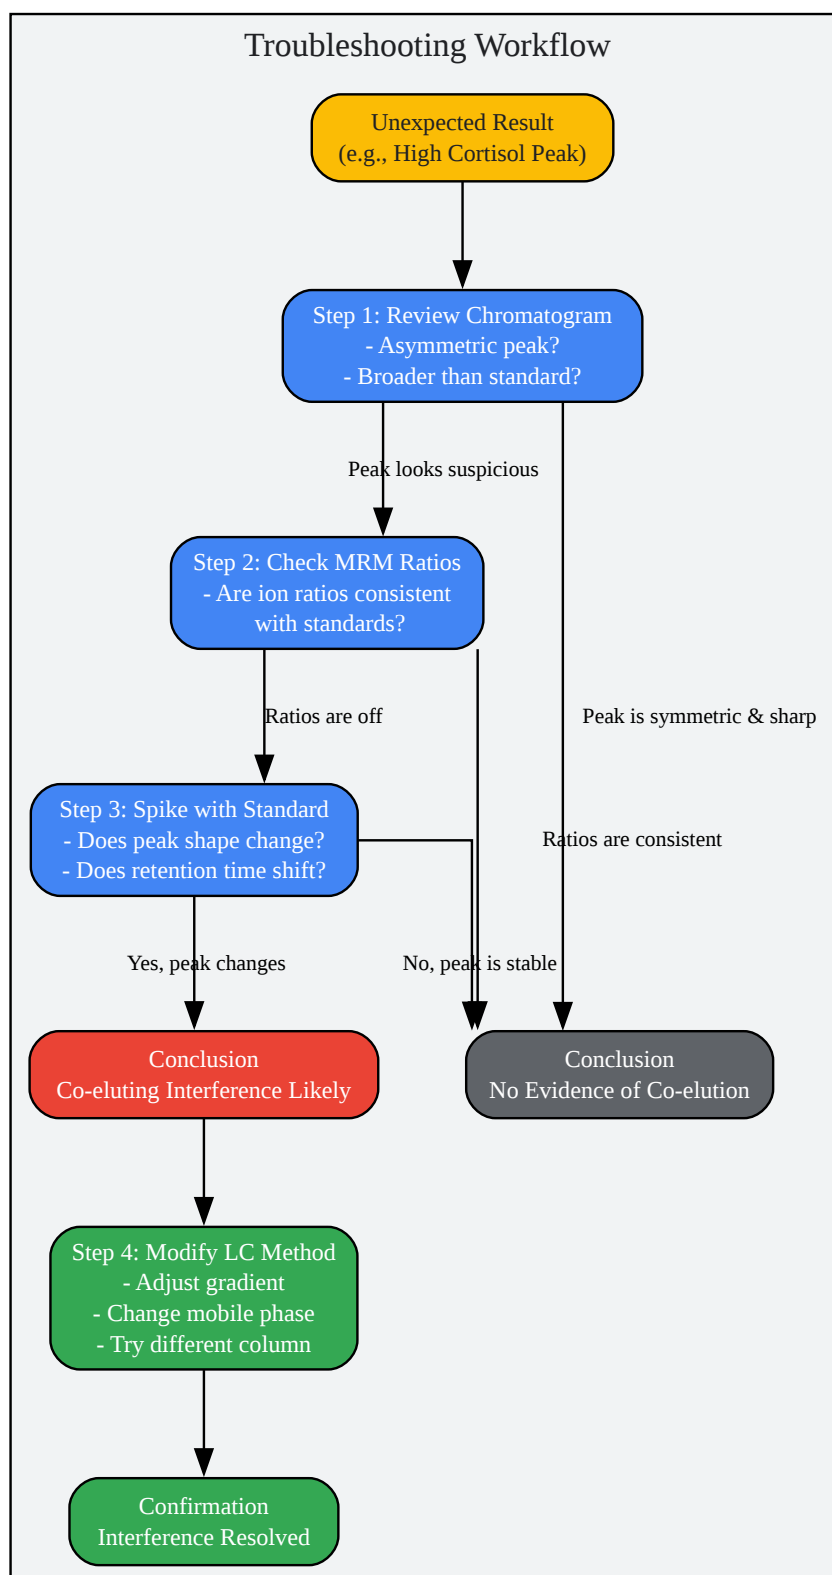 Troubleshooting Workflow
Unexpected Result
(e.g., High Cortisol Peak)
Step 1: Review Chromatogram
- Asymmetric peak?
- Broader than standard?
Peak looks suspicious
Step 2: Check MRM Ratios
- Are ion ratios consistent
with standards?
Ratios are off
Peak is symmetric & sharp
Step 3: Spike with Standard
- Does peak shape change?
- Does retention time shift?
Ratios are consistent
Yes, peak changes
No, peak is stable
Conclusion
Co-eluting Interference Likely
Conclusion
No Evidence of Co-elution
Step 4: Modify LC Method
- Adjust gradient
- Change mobile phase
- Try different column
Confirmation
Interference Resolved